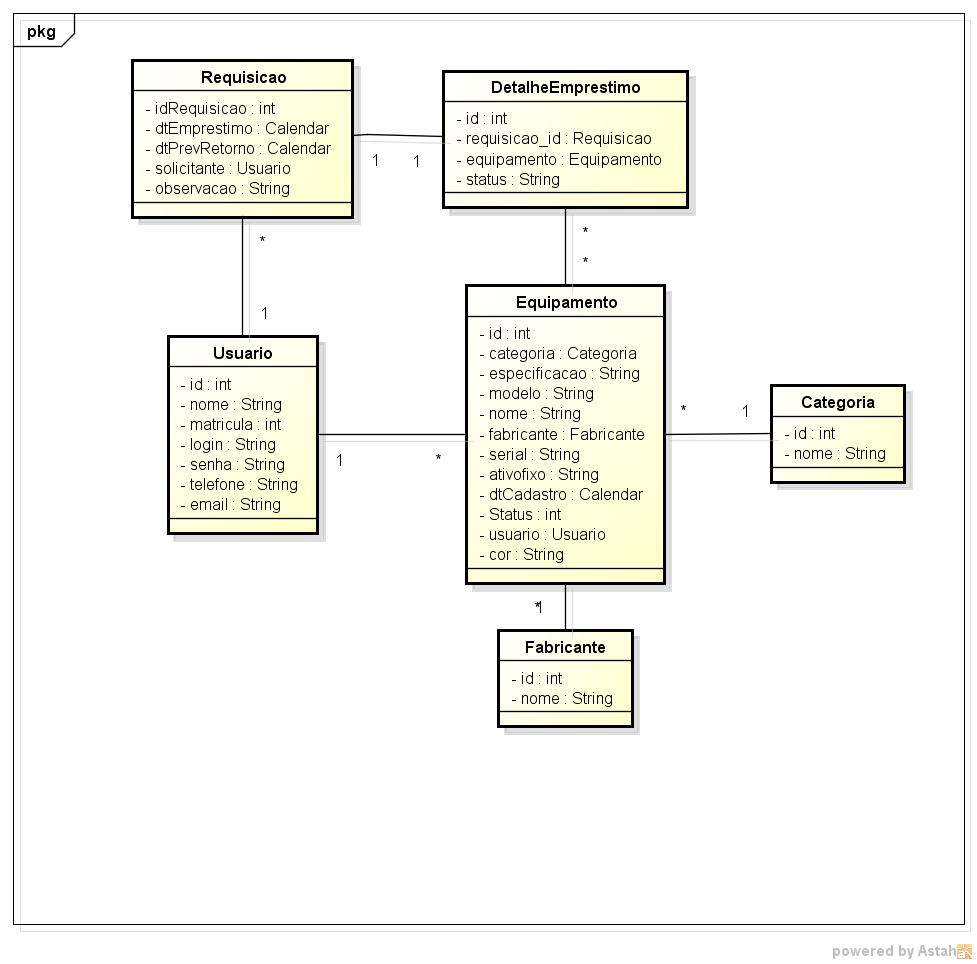 pkg
Requisicao
- idRequisicao : int
- dtEmprestimo : Calendar
- dtPrevRetorno : Calendar
- solicitante : Usuario
- observacao : String
DetalheEmprestimo
- id : int
- requisicao_id : Requisicao
- equipamento : Equipamento
- status : String
1
1
*
1
*
*
Usuario
- id : int
- nome : String
- matricula : int
- login : String
- senha : String
- telefone : String
- email : String
1
*
Equipamento
- id : int
- categoria : Categoria
- especificacao : String
- modelo : String
- nome : String
- fabricante : Fabricante
- serial : String
- ativofixo : String
- dtCadastro : Calendar
- Status : int
- usuario : Usuario
- cor : String
*
1
Categoria
- id : int
- nome : String
*1
Fabricante
- id : int
- nome : String
powered by Astah